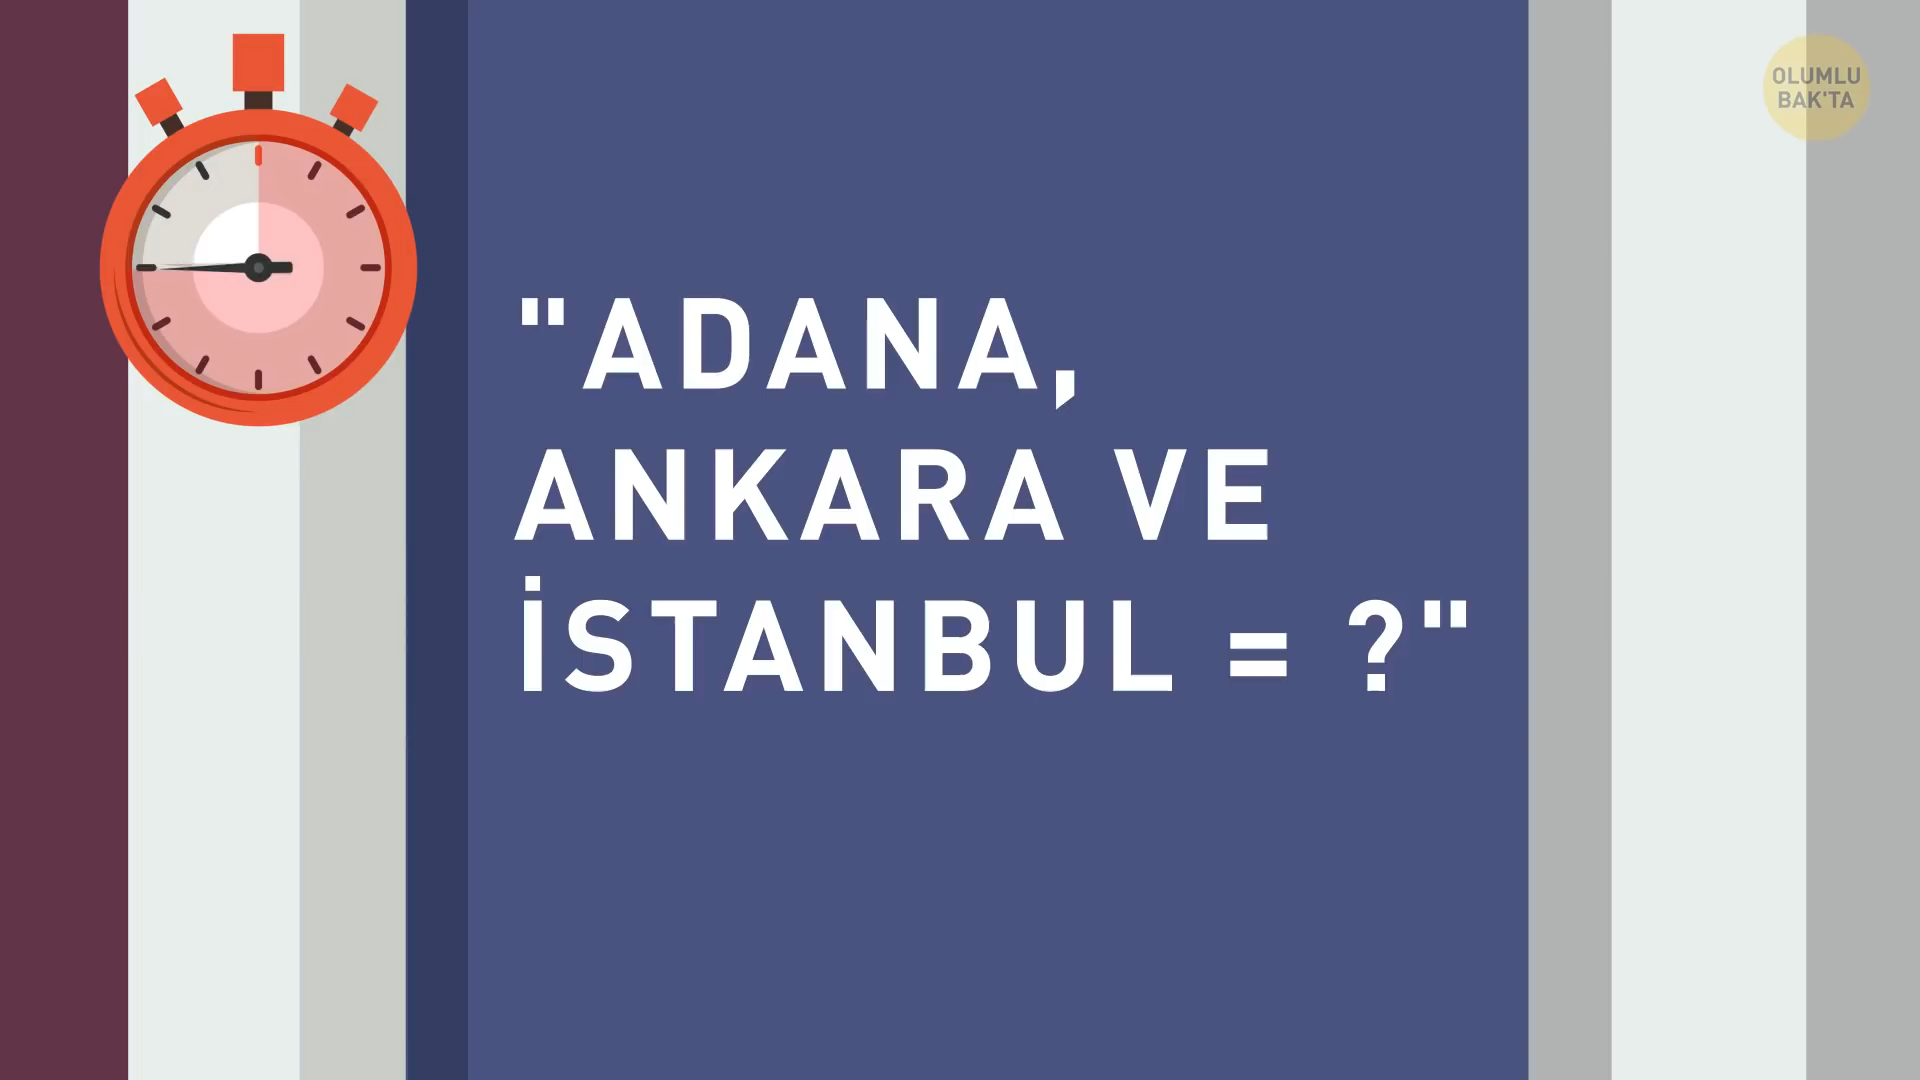 "ADANA,
ANKARA VE
İSTANBUL = ?"
OLUMLU
BAK'TA